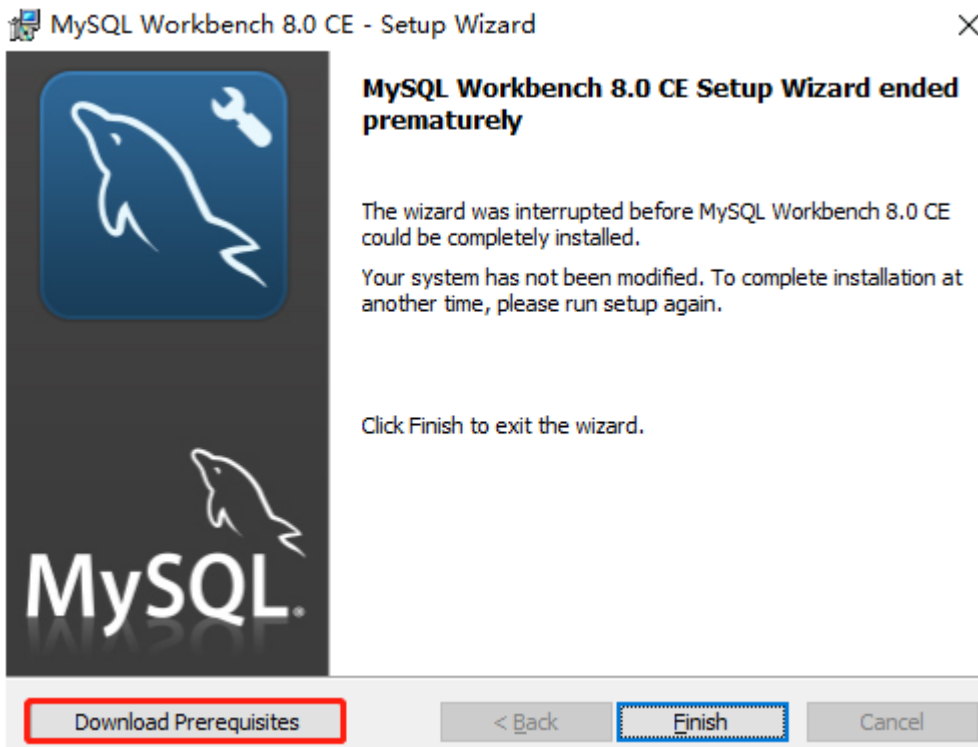 MySQL Workbench 8.0 CE - Setup Wizard
MySQL Workbench 8.0 CE Setup Wizard ended
prematurely
The wizard was interrupted before MySQL Workbench 8.0 CE
could be completely installed.
Your system has not been modified. To complete installation at
another time, please run setup again.
Click Finish to exit the wizard.
MySQL®
Download Prerequisites
< Back
Finish
Cancel